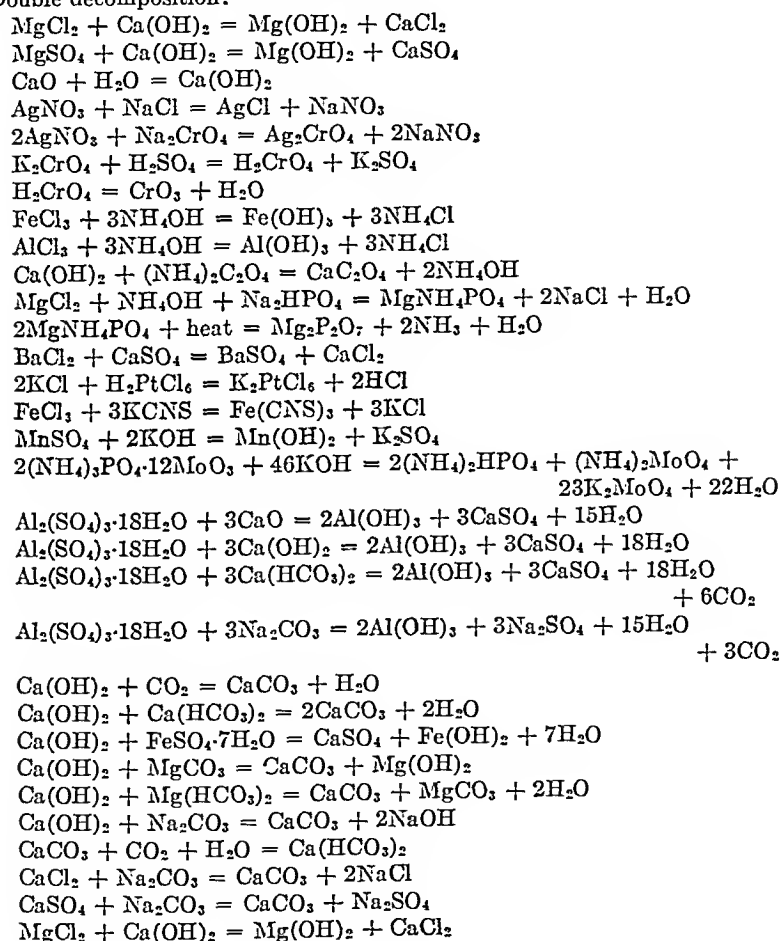 Double decomposition:
MgCl₂ + Ca(OH)₂ = Mg(OH)₂ + CaCl₂
MgSO₄ + Ca(OH)₂ = Mg(OH)₂ + CaSO₄
CaO + H₂O = Ca(OH)₂
AgNO₃ + NaCl = AgCl + NaNO₃
2AgNO₃ + Na₂CrO₄ = Ag₂CrO₄ + 2NaNO₃
K₂CrO₄ + H₂SO₄ = H₂CrO₄ + K₂SO₄
H₂CrO₄ = CrO₃ + H₂O
FeCl₃ + 3NH₄OH = Fe(OH)₃ + 3NH₄Cl
AlCl₃ + 3NH₄OH = Al(OH)₃ + 3NH₄Cl
Ca(OH)₂ + (NH₄)₂C₂O₄ = CaC₂O₄ + 2NH₄OH
MgCl₂ + NH₄OH + Na₂HPO₄ = MgNH₄PO₄ + 2NaCl + H₂O
2MgNH₄PO₄ + heat = Mg₂P₂O₇ + 2NH₃ + H₂O
BaCl₂ + CaSO₄ = BaSO₄ + CaCl₂
2KCl + H₂PtCl₆ = K₂PtCl₆ + 2HCl
FeCl₃ + 3KCNS = Fe(CNS)₃ + 3KCl
MnSO₄ + 2KOH = Mn(OH)₂ + K₂SO₄
2(NH₄)₃PO₄·12MoO₃ + 46KOH = 2(NH₄)₂HPO₄ + (NH₄)₂MoO₄ +
23K₂MoO₄ + 22H₂O
Al₂(SO₄)₃·18H₂O + 3CaO = 2Al(OH)₃ + 3CaSO₄ + 15H₂O
Al₂(SO₄)₃·18H₂O + 3Ca(OH)₂ = 2Al(OH)₃ + 3CaSO₄ + 18H₂O
Al₂(SO₄)₃·18H₂O + 3Ca(HCO₃)₂ = 2Al(OH)₃ + 3CaSO₄ + 18H₂O
+ 6CO₂
Al₂(SO₄)₃·18H₂O + 3Na₂CO₃ = 2Al(OH)₃ + 3Na₂SO₄ + 15H₂O
+ 3CO₂
Ca(OH)₂ + CO₂ = CaCO₃ + H₂O
Ca(OH)₂ + Ca(HCO₃)₂ = 2CaCO₃ + 2H₂O
Ca(OH)₂ + FeSO₄·7H₂O = CaSO₄ + Fe(OH)₂ + 7H₂O
Ca(OH)₂ + MgCO₃ = CaCO₃ + Mg(OH)₂
Ca(OH)₂ + Mg(HCO₃)₂ = CaCO₃ + MgCO₃ + 2H₂O
Ca(OH)₂ + Na₂CO₃ = CaCO₃ + 2NaOH
CaCO₃ + CO₂ + H₂O = Ca(HCO₃)₂
CaCl₂ + Na₂CO₃ = CaCO₃ + 2NaCl
CaSO₄ + Na₂CO₃ = CaCO₃ + Na₂SO₄
MgCl₂ + Ca(OH)₂ = Mg(OH)₂ + CaCl₂